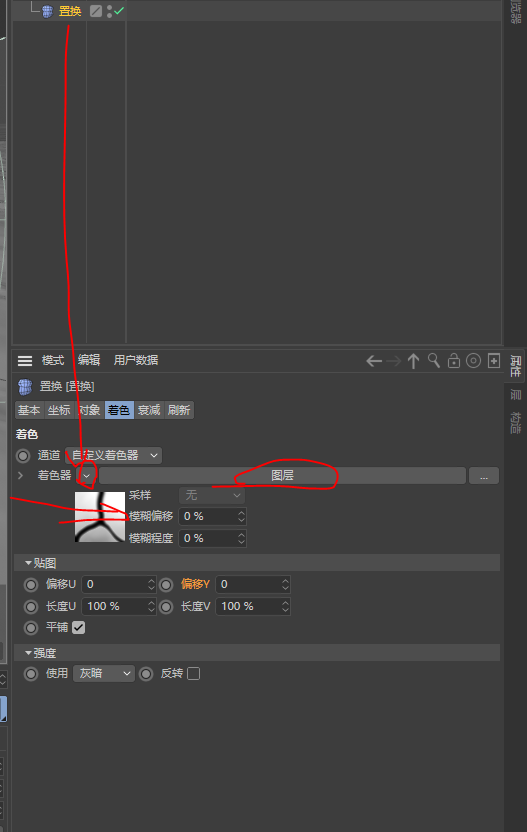 置换
览器
模式 编辑 用户数据
属性
层
构造
置换 [置换]
基本 坐标 对象 着色 衰减 刷新
着色
通道 自定义着色器
着色器 图层 ...
采样 无
模糊偏移 0 %
模糊程度 0 %
贴图
偏移U 0 偏移Y 0
长度U 100 % 长度V 100 %
平铺
强度
使用 灰暗 反转